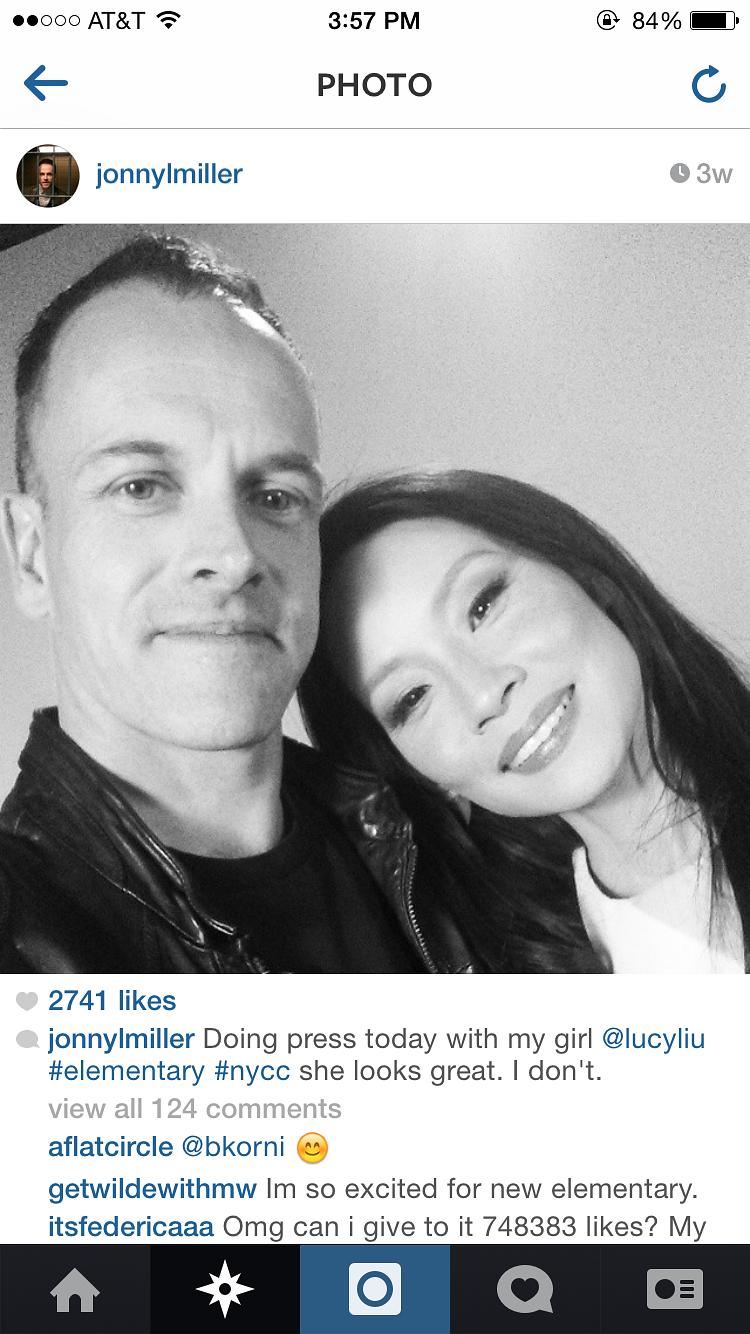 AT&T 3:57 PM 84%
PHOTO
jonnylmiller 3w
2741 likes
jonnylmiller Doing press today with my girl @lucyliu
#elementary #nycc she looks great. I don't.
view all 124 comments
aflatcircle @bkorni 😊
getwildewithmw Im so excited for new elementary.
itsfedericaaa Omg can i give to it 748383 likes? My